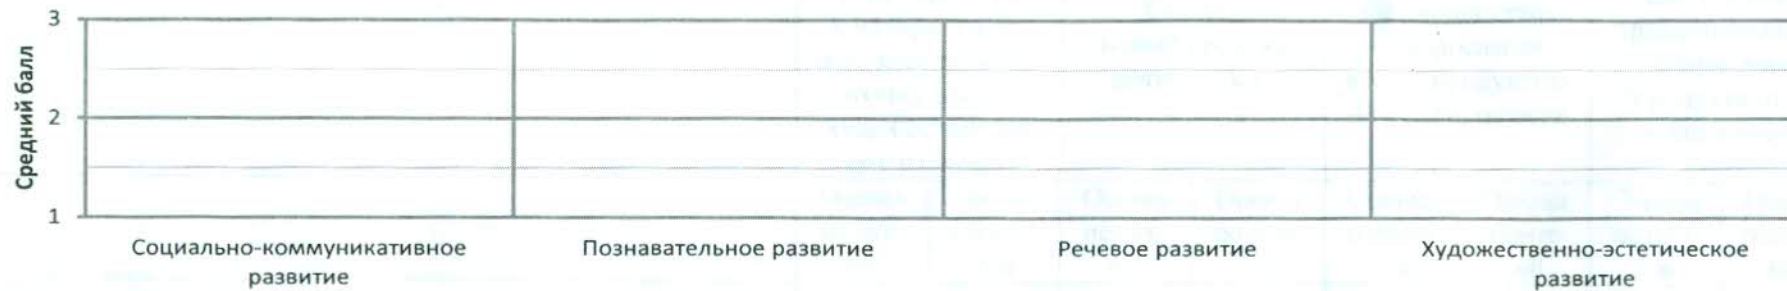 3
2
1
Средний балл
Социально-коммуникативное
развитие
Познавательное развитие
Речевое развитие
Художественно-эстетическое
развитие